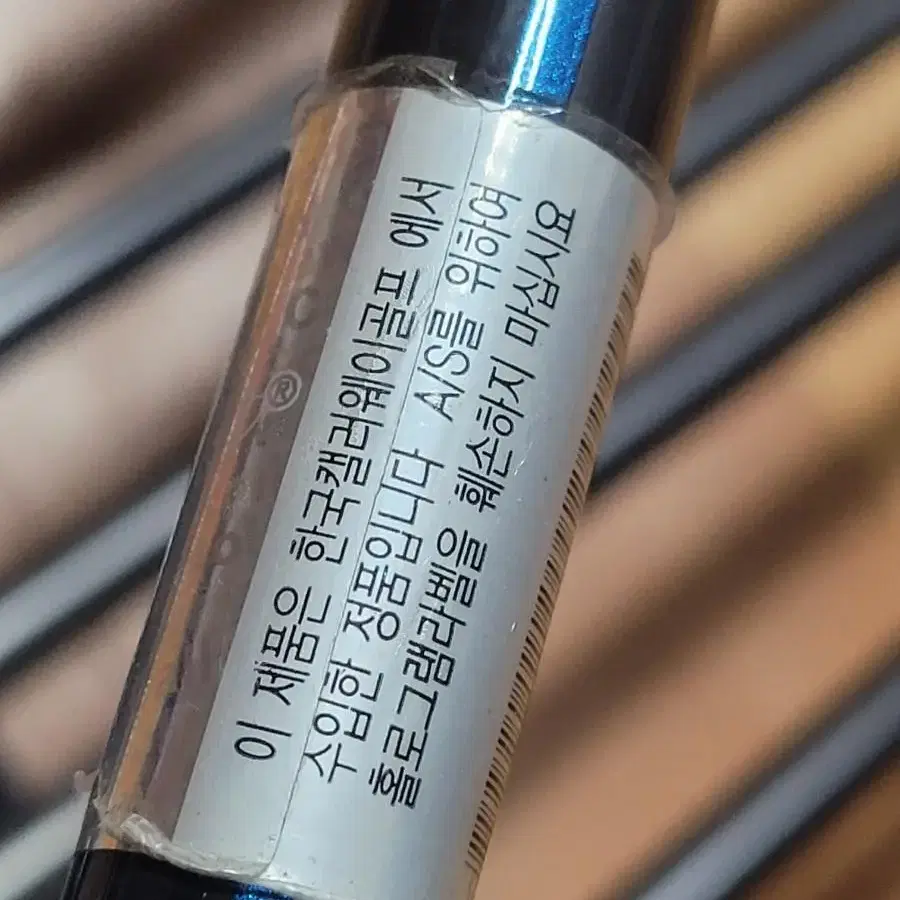 이 제품은 한국캘러웨이골프 에서
수입한 정품입니다 A/S를 위하여
홀로그램라벨을 훼손하지 마십시요
®